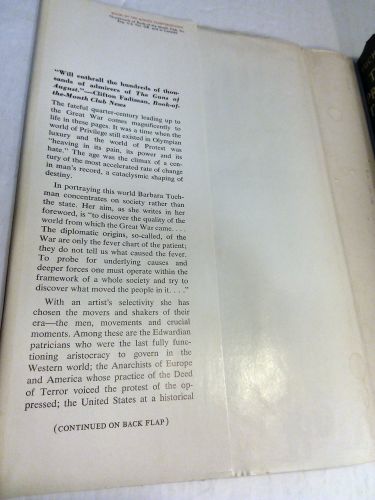 "Will enthrall the hundreds of thou-
sands of admirers of The Guns of
August."—Clifton Fadiman, Book-of-
the-Month Club News
The fateful quarter-century leading up to
the Great War comes magnificently to
life in these pages. It was a time when the
world of Privilege still existed in Olympian
luxury and the world of Protest was
"heaving in its pain, its power and its
hate." The age was the climax of a cen-
tury of the most accelerated rate of change
in man's record, a cataclysmic shaping of
destiny.
In portraying this world Barbara Tuch-
man concentrates on society rather than
the state. Her aim, as she writes in her
foreword, is "to discover the quality of the
world from which the Great War came. . . .
The diplomatic origins, so-called, of the
War are only the fever chart of the patient;
they do not tell us what caused the fever.
To probe for underlying causes and
deeper forces one must operate within the
framework of a whole society and try to
discover what moved the people in it. . . ."
With an artist's selectivity she has
chosen the movers and shakers of their
era—the men, movements and crucial
moments. Among these are the Edwardian
patricians who were the last fully func-
tioning aristocracy to govern in the
Western world; the Anarchists of Europe
and America whose practice of the Deed
of Terror voiced the protest of the op-
pressed; the United States at a historical
(CONTINUED ON BACK FLAP)